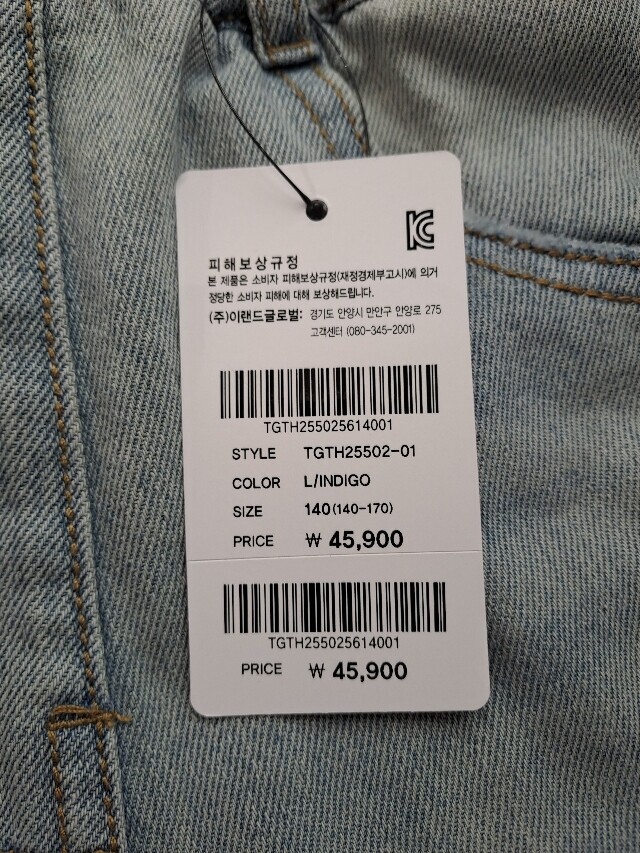 KC
피해보상규정
본 제품은 소비자 피해보상규정(재정경제부고시)에 의거
정당한 소비자 피해에 대해 보상해드립니다.
(주)이랜드글로벌: 경기도 안양시 만안구 안양로 275
고객센터 (080-345-2001)
TGTH255025614001
STYLE TGTH25502-01
COLOR L/INDIGO
SIZE 140(140-170)
PRICE ₩ 45,900
TGTH255025614001
PRICE ₩ 45,900